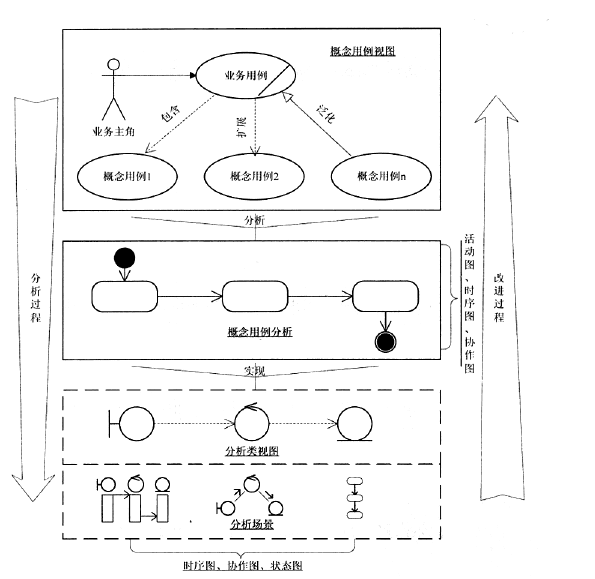 概念用例视图
业务用例
业务主角
包含
扩展
泛化
概念用例1
概念用例2
概念用例n
分析
概念用例分析
活动图、时序图、协作图
分析过程
改进过程
实现
分析类视图
分析场景
时序图、协作图、状态图